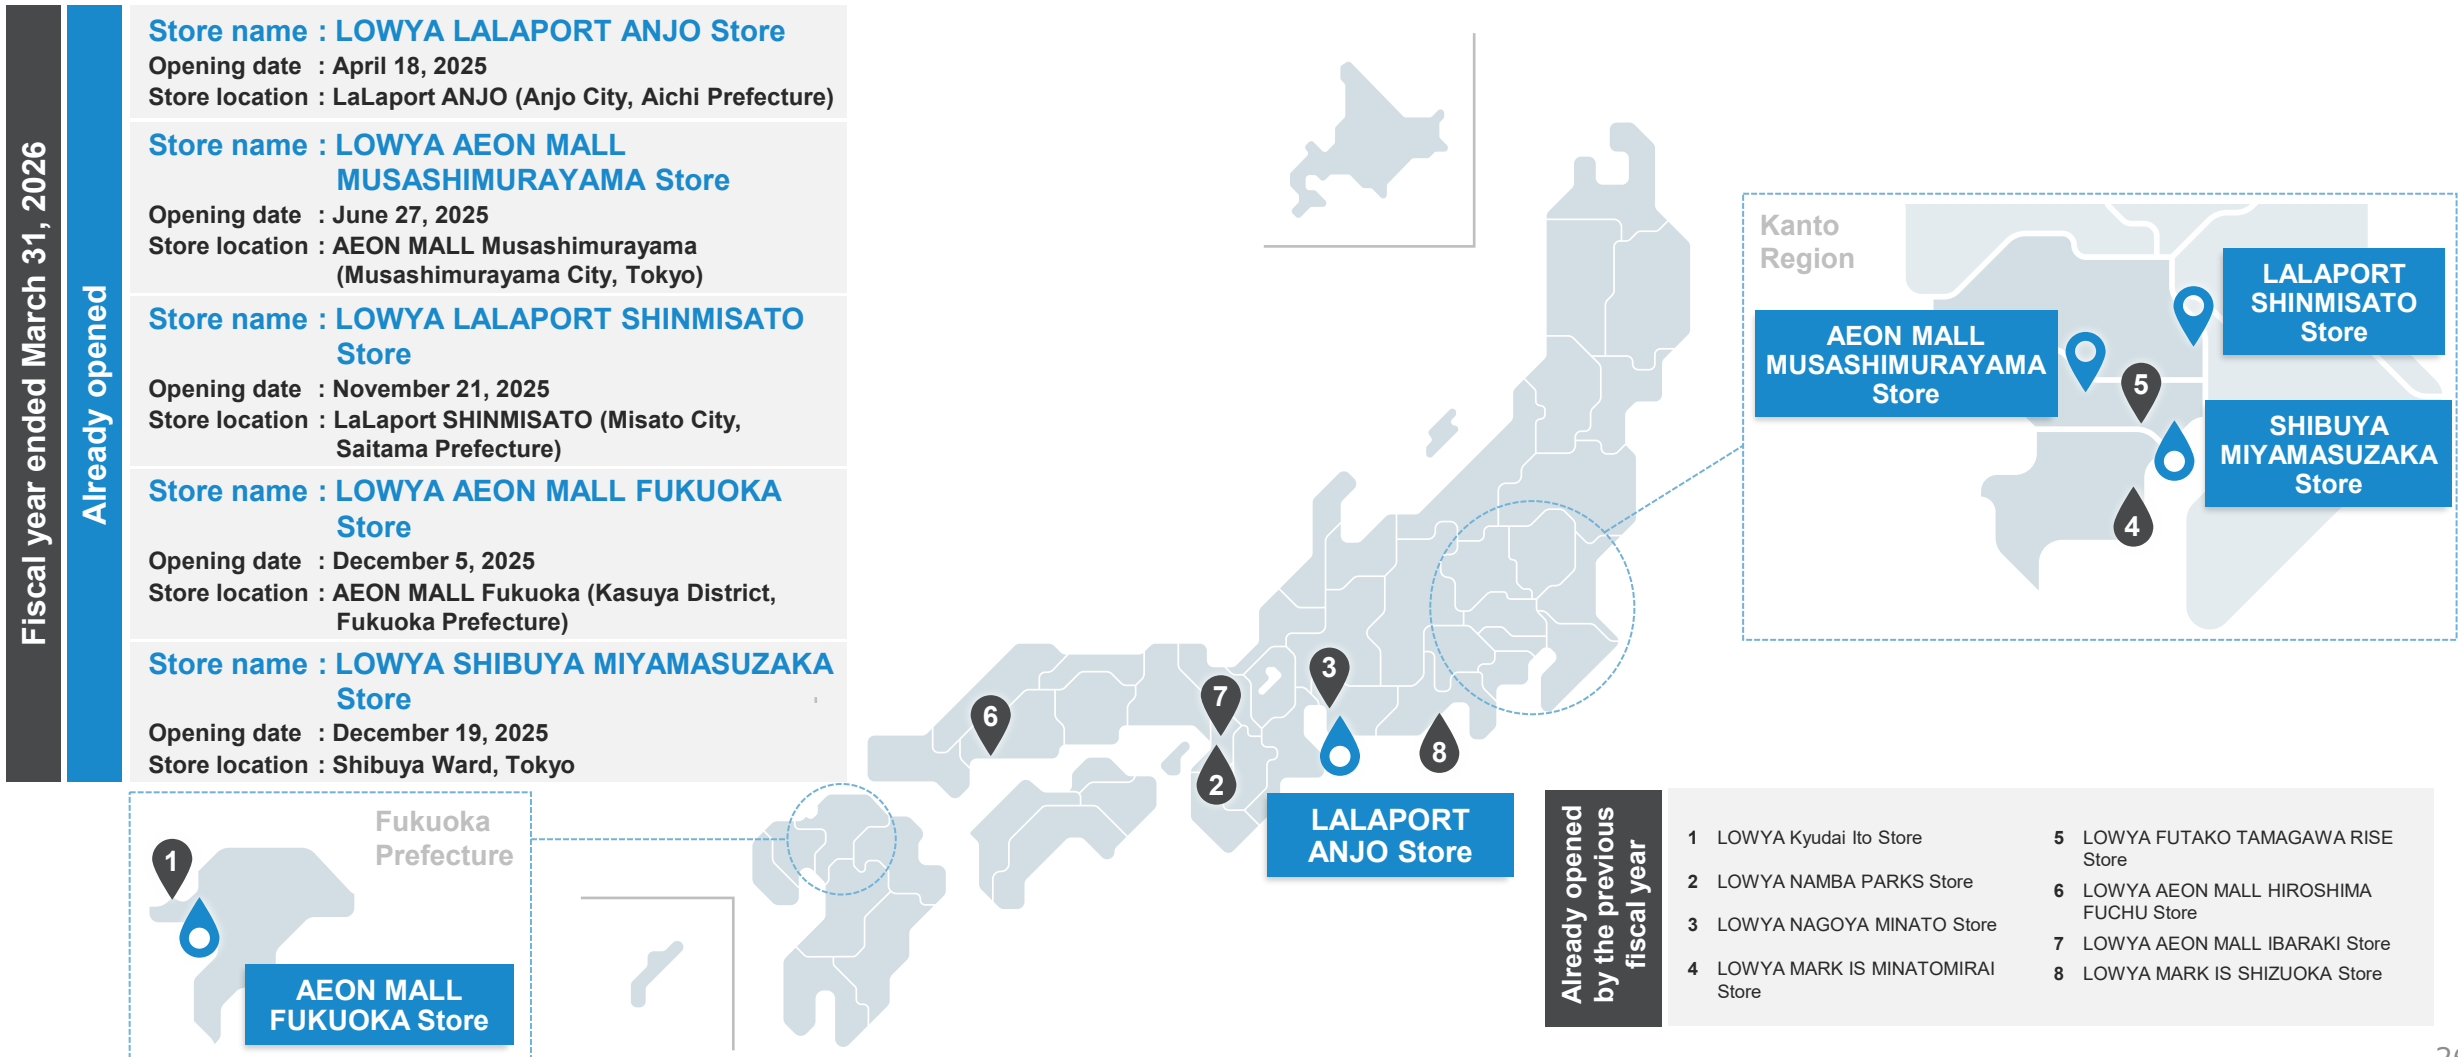 Fiscal year ended March 31, 2026
Already opened
Store name : LOWYA LALAPORT ANJO Store
Opening date : April 18, 2025
Store location : LaLaport ANJO (Anjo City, Aichi Prefecture)
Store name : LOWYA AEON MALL
MUSASHIMURAYAMA Store
Opening date : June 27, 2025
Store location : AEON MALL Musashimurayama
(Musashimurayama City, Tokyo)
Store name : LOWYA LALAPORT SHINMISATO
Store
Opening date : November 21, 2025
Store location : LaLaport SHINMISATO (Misato City,
Saitama Prefecture)
Store name : LOWYA AEON MALL FUKUOKA
Store
Opening date : December 5, 2025
Store location : AEON MALL Fukuoka (Kasuya District,
Fukuoka Prefecture)
Store name : LOWYA SHIBUYA MIYAMASUZAKA
Store
Opening date : December 19, 2025
Store location : Shibuya Ward, Tokyo
Kanto
Region
LALAPORT
SHINMISATO
Store
AEON MALL
MUSASHIMURAYAMA
Store
5
SHIBUYA
MIYAMASUZAKA
Store
4
3
7
6
8
2
LALAPORT
ANJO Store
Fukuoka
Prefecture
1
AEON MALL
FUKUOKA Store
Already opened
by the previous
fiscal year
1 LOWYA Kyudai Ito Store
2 LOWYA NAMBA PARKS Store
3 LOWYA NAGOYA MINATO Store
4 LOWYA MARK IS MINATOMIRAI
Store
5 LOWYA FUTAKO TAMAGAWA RISE
Store
6 LOWYA AEON MALL HIROSHIMA
FUCHU Store
7 LOWYA AEON MALL IBARAKI Store
8 LOWYA MARK IS SHIZUOKA Store